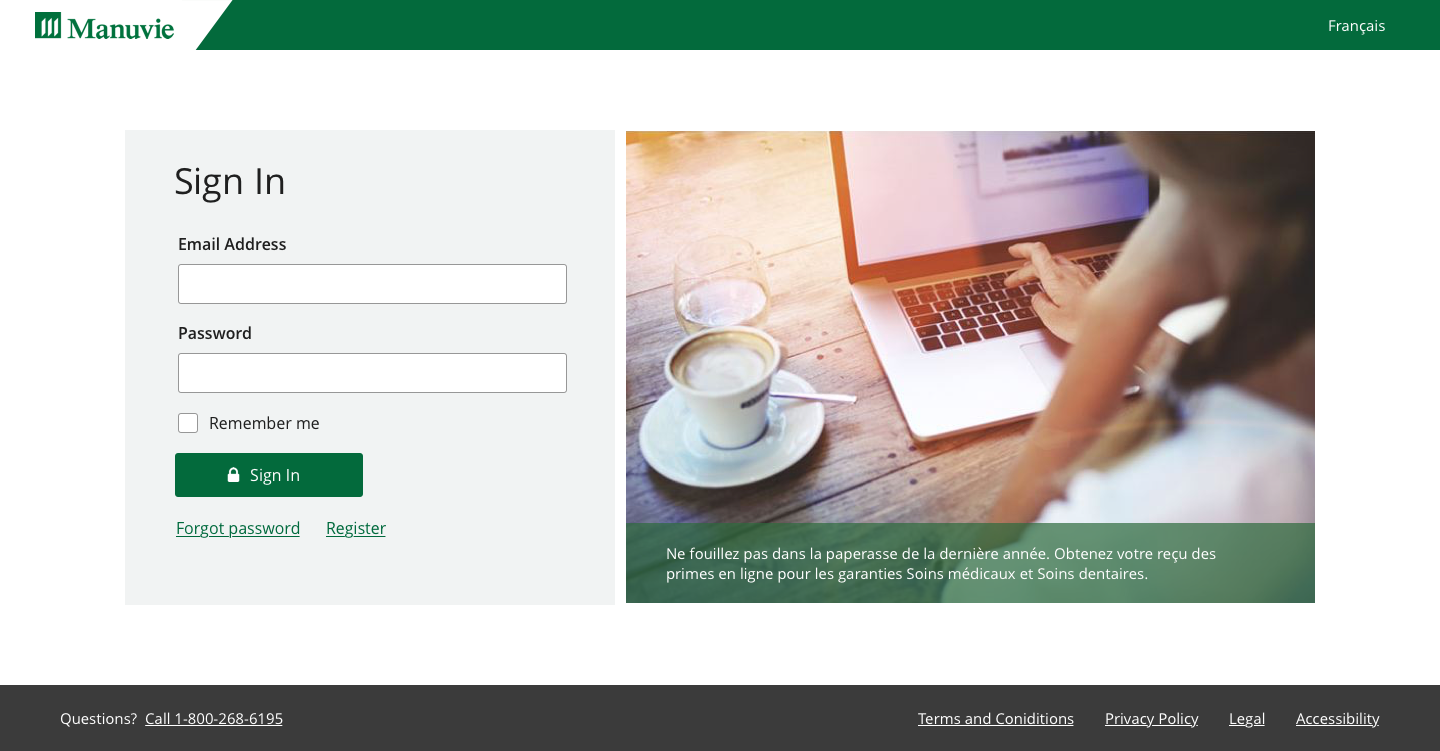 Manuvie
Français
Sign In
Email Address
Password
Remember me
Sign In
Forgot password Register
Ne fouillez pas dans la paperasse de la dernière année. Obtenez votre reçu des
primes en ligne pour les garanties Soins médicaux et Soins dentaires.
Questions? Call 1-800-268-6195
Terms and Coniditions Privacy Policy Legal Accessibility